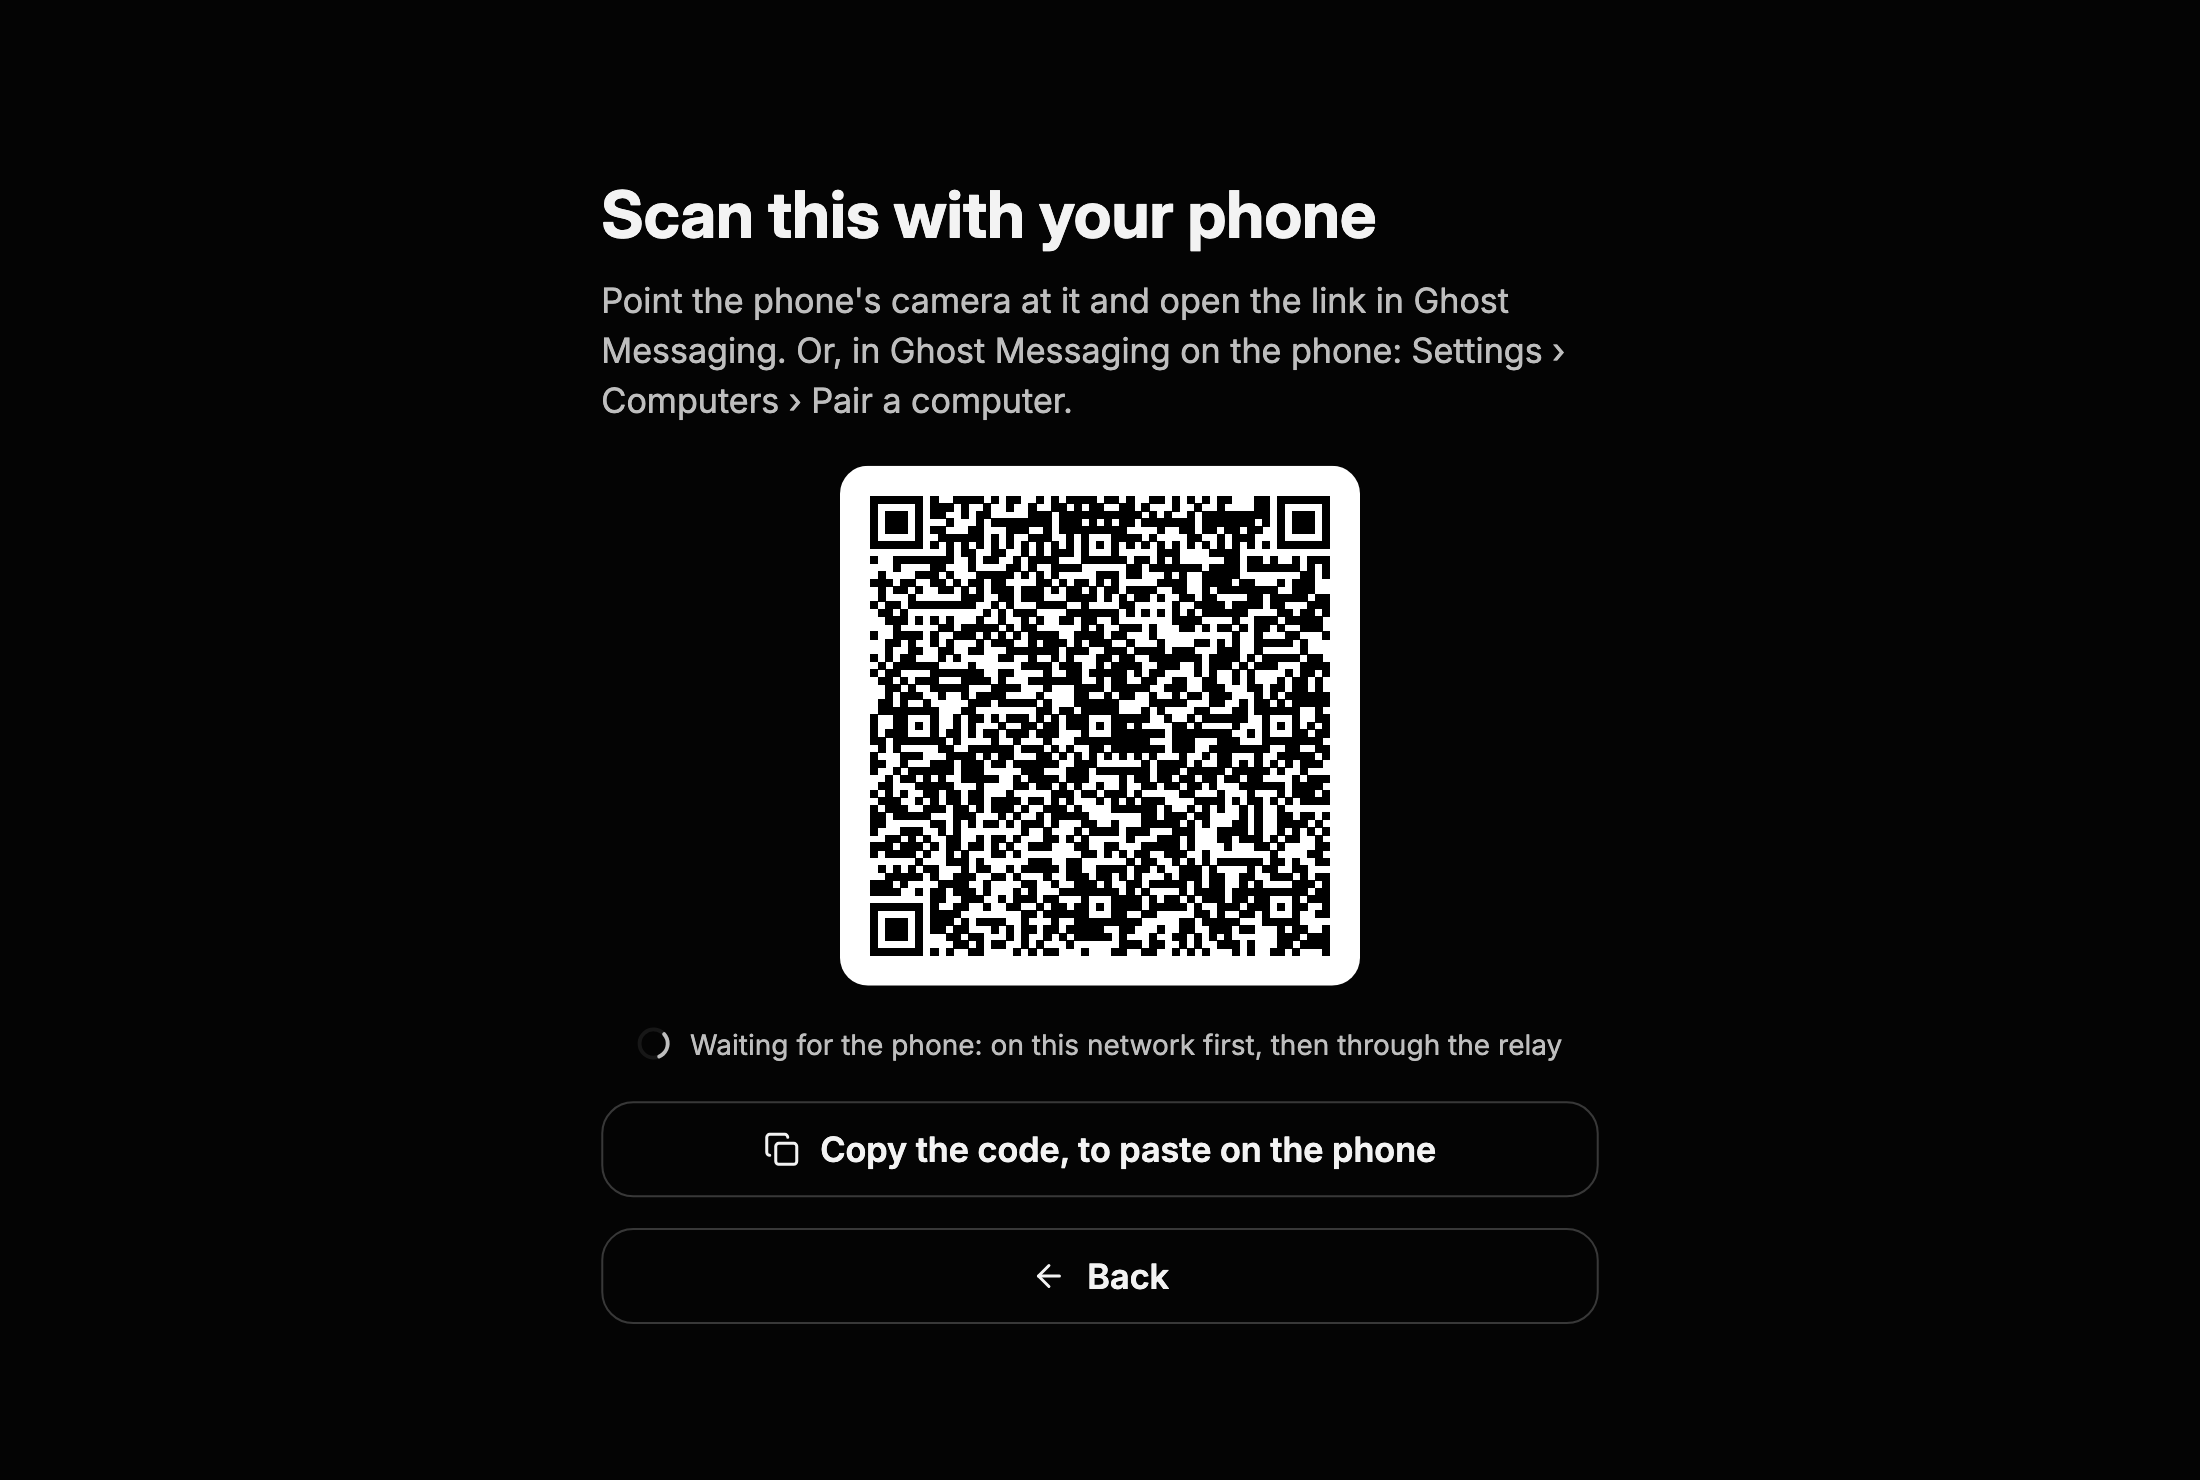 Scan this with your phone
Point the phone's camera at it and open the link in Ghost
Messaging. Or, in Ghost Messaging on the phone: Settings ›
Computers › Pair a computer.
Waiting for the phone: on this network first, then through the relay
Copy the code, to paste on the phone
Back